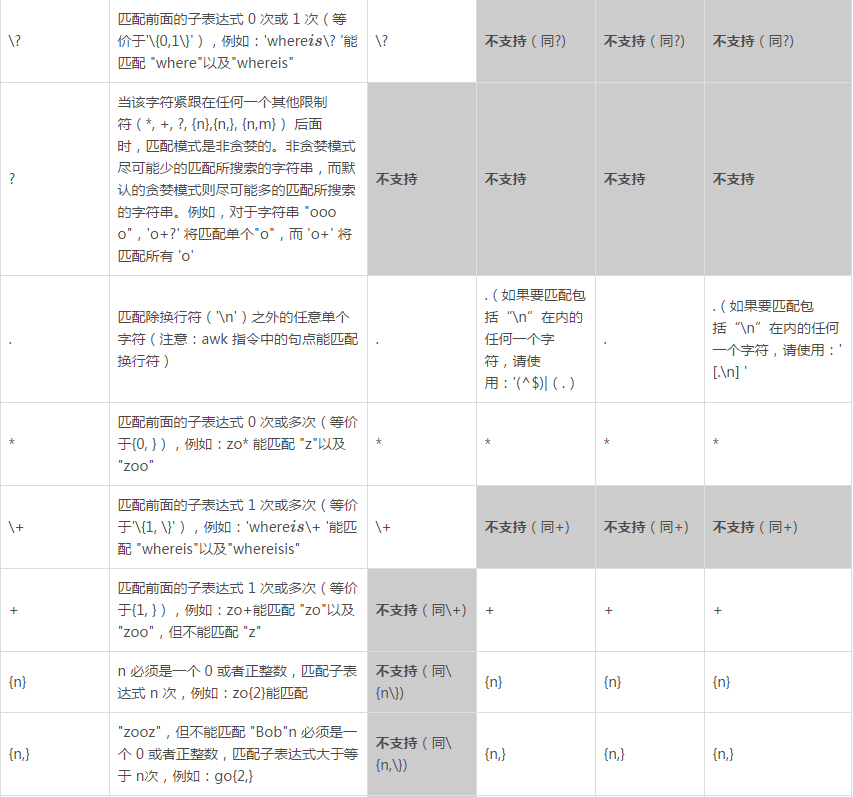 \?
匹配前面的子表达式 0 次或 1 次（等
价于'\{0,1\}'），例如：'whereis\? '能
匹配 "where"以及"whereis"
\?
不支持（同?)
不支持（同?)
不支持（同?)
?
当该字符紧跟在任何一个其他限制
符（*, +, ?, {n},{n,}, {n,m}） 后面
时，匹配模式是非贪婪的。非贪婪模式
尽可能少的匹配所搜索的字符串，而默
认的贪婪模式则尽可能多的匹配所搜索
的字符串。例如，对于字符串 "ooo
o"，'o+?' 将匹配单个"o"，而 'o+' 将
匹配所有 'o'
不支持
不支持
不支持
不支持
.
匹配除换行符（'\n'）之外的任意单个
字符（注意：awk 指令中的句点能匹配
换行符）
.
.（如果要匹配包
括“\n”在内的
任何一个字
符，请使
用：'(^$)|（. ）
.
.（如果要匹配包
括“\n”在内的任何
一个字符，请使用：'
[.\n] '
*
匹配前面的子表达式 0 次或多次（等价
于{0, }），例如：zo* 能匹配 "z"以及
"zoo"
*
*
*
*
\+
匹配前面的子表达式 1 次或多次（等价
于'\{1, \}'），例如：'whereis\+ '能匹
配 "whereis"以及"whereisis"
\+
不支持（同+)
不支持（同+)
不支持（同+)
+
匹配前面的子表达式 1 次或多次（等价
于{1, }），例如：zo+能匹配 "zo"以及
"zoo"，但不能匹配 "z"
不支持（同\+)
+
+
+
{n}
n 必须是一个 0 或者正整数，匹配子表
达式 n 次，例如：zo{2}能匹配
不支持（同\
{n\})
{n}
{n}
{n}
{n,}
"zooz"，但不能匹配 "Bob"n 必须是一
个 0 或者正整数，匹配子表达式大于等
于 n次，例如：go{2,}
不支持（同\
{n,\})
{n,}
{n,}
{n,}